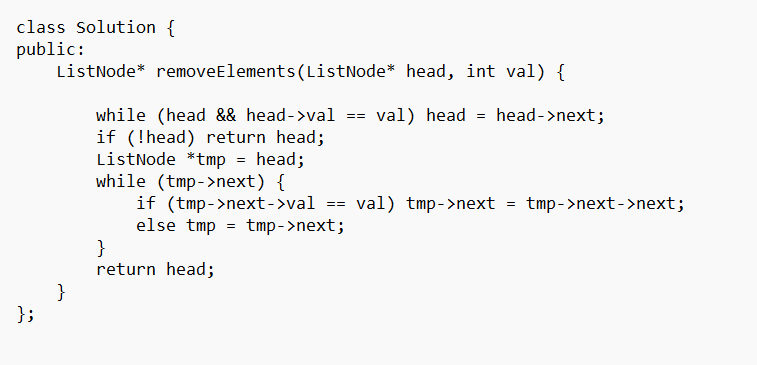 class Solution {
public:
    ListNode* removeElements(ListNode* head, int val) {
        while (head && head->val == val) head = head->next;
        if (!head) return head;
        ListNode *tmp = head;
        while (tmp->next) {
            if (tmp->next->val == val) tmp->next = tmp->next->next;
            else tmp = tmp->next;
        }
        return head;
    }
};